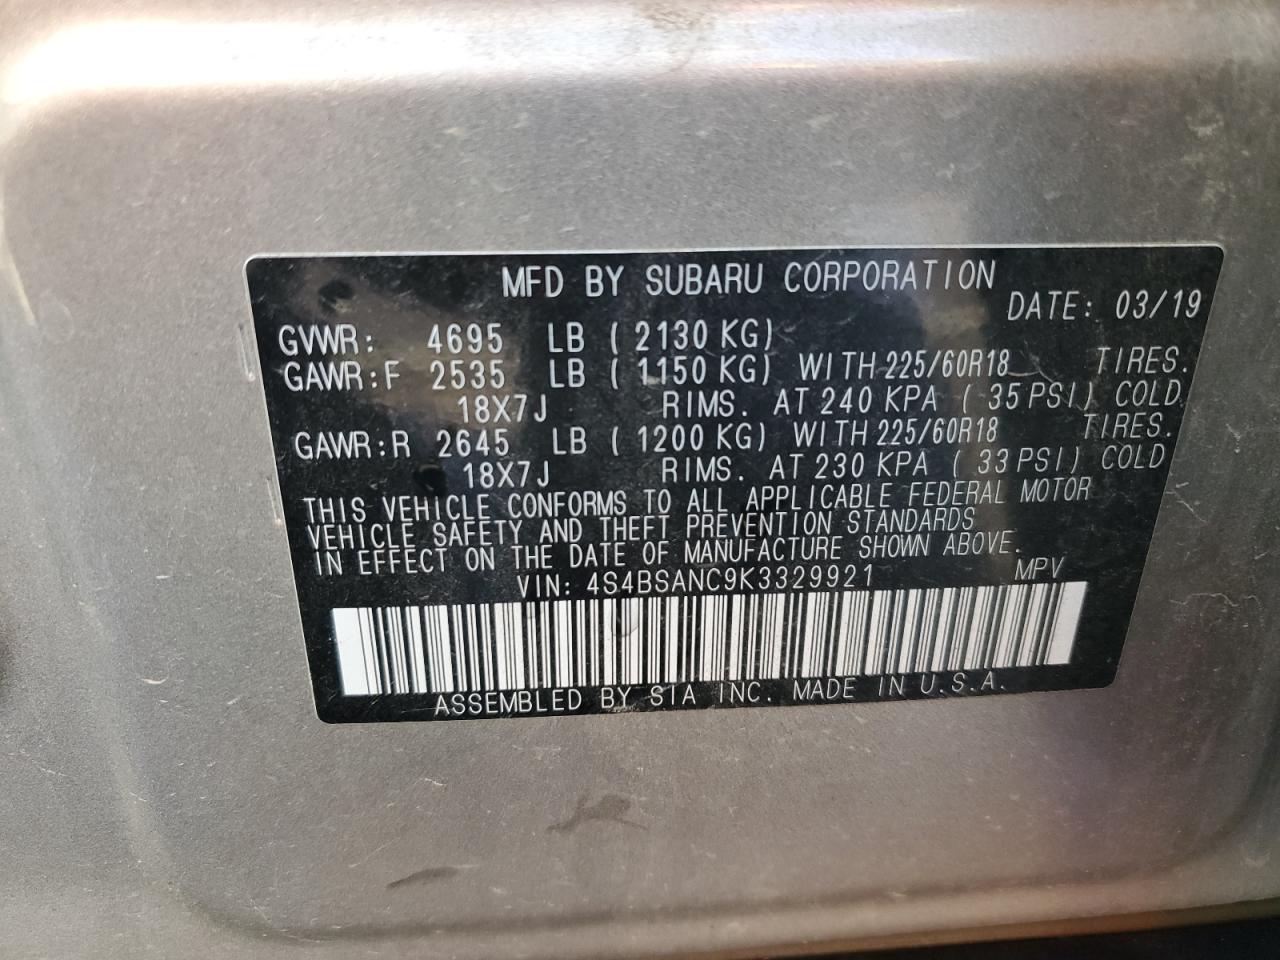 MFD BY SUBARU CORPORATION
DATE: 03/19
GVWR: 4695 LB ( 2130 KG)
GAWR:F 2535 LB ( 1150 KG) WITH 225/60R18 TIRES.
18X7J RIMS. AT 240 KPA ( 35 PSI) COLD
GAWR:R 2645 LB ( 1200 KG) WITH 225/60R18 TIRES.
18X7J RIMS. AT 230 KPA ( 33 PSI) COLD
THIS VEHICLE CONFORMS TO ALL APPLICABLE FEDERAL MOTOR
VEHICLE SAFETY AND THEFT PREVENTION STANDARDS
IN EFFECT ON THE DATE OF MANUFACTURE SHOWN ABOVE.
VIN: 4S4BSANC9K3329921 MPV
ASSEMBLED BY SIA INC. MADE IN U.S.A.